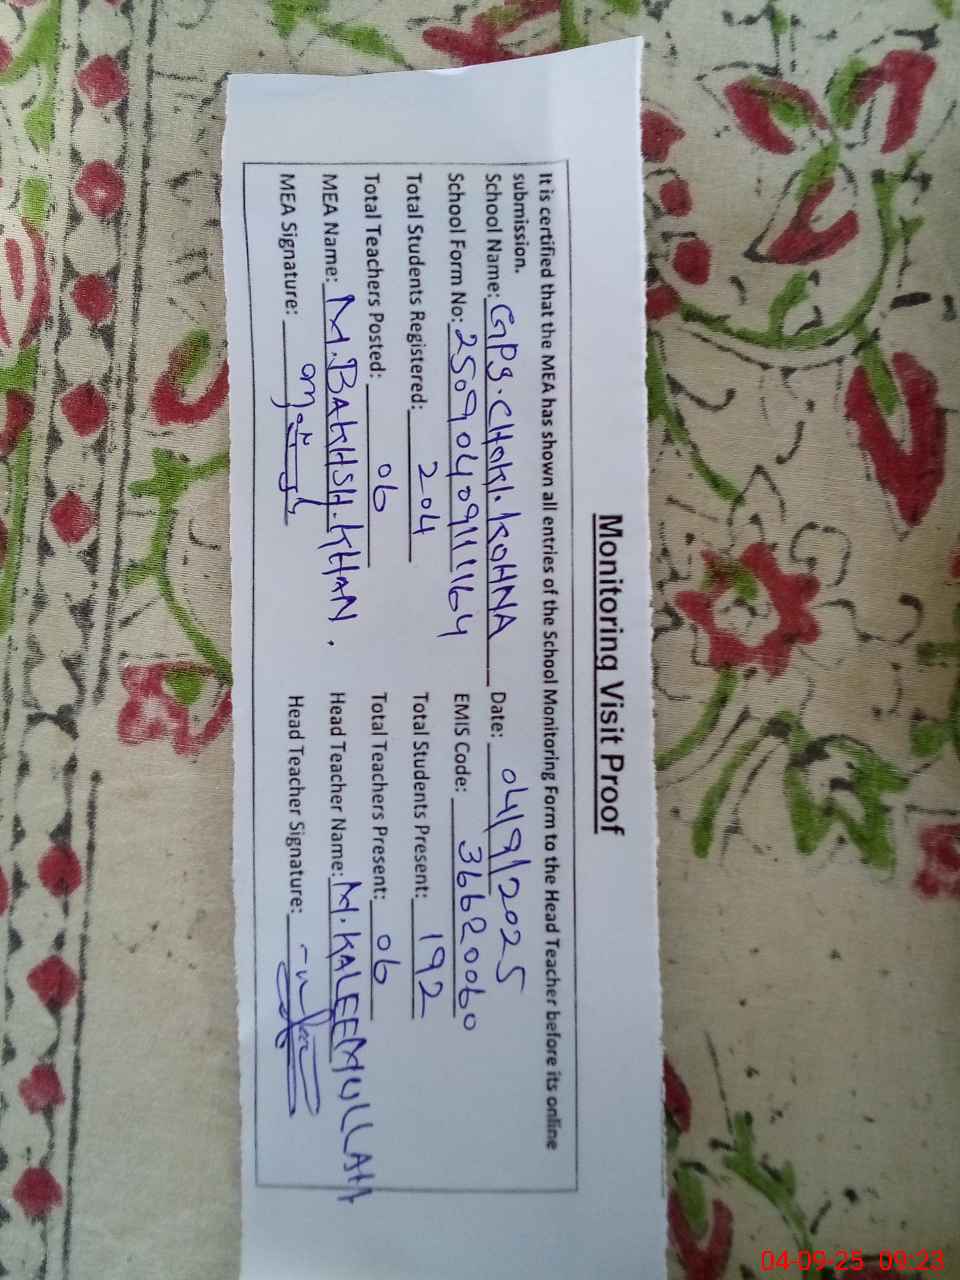 Monitoring Visit Proof
It is certified that the MEA has shown all entries of the School Monitoring Form to the Head Teacher before its online
submission.
School Name: GPS. CHAKI. KOHNA Date: 04/9/2025
School Form No: 2509040911164 EMIS Code: 36620060
Total Students Registered: 204 Total Students Present: 192
Total Teachers Posted: 06 Total Teachers Present: 06
MEA Name: M. BAKHSH. KHAN. Head Teacher Name: M. KALEEMULLAH
MEA Signature: Head Teacher Signature:
04-09-25 09:23